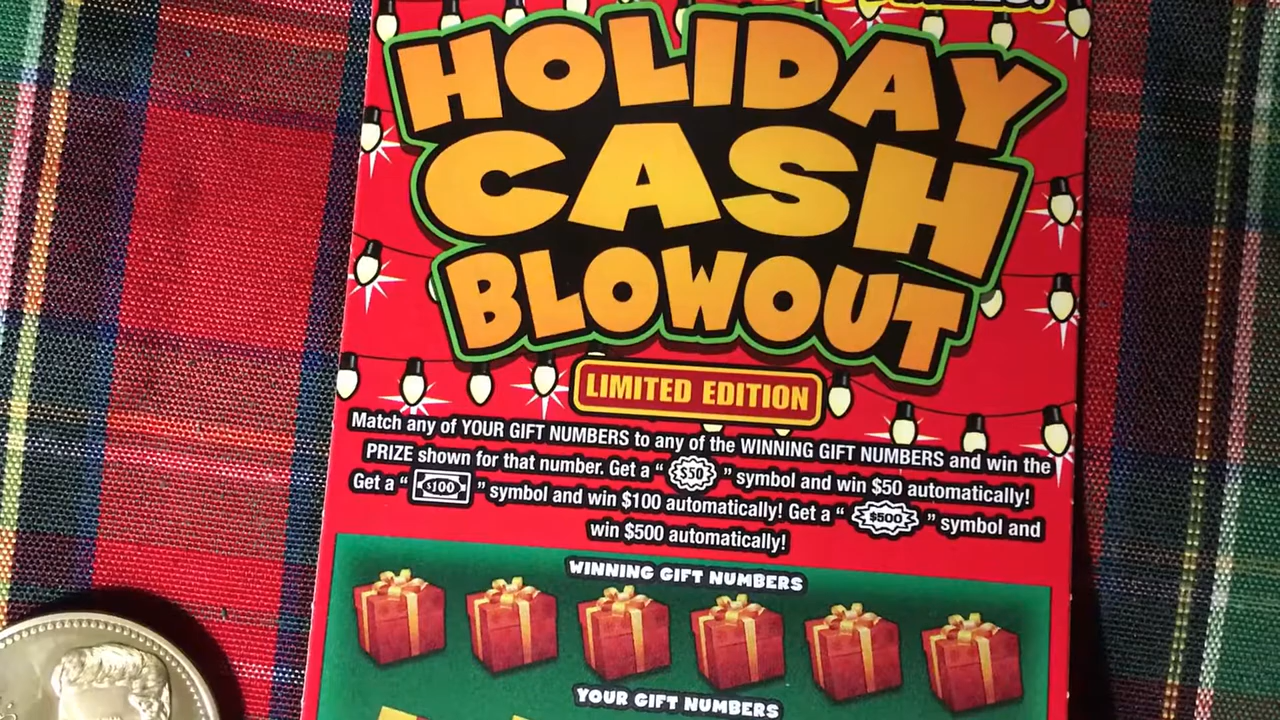 HOLIDAY
CASH
BLOWOUT
LIMITED EDITION
Match any of YOUR GIFT NUMBERS to any of the WINNING GIFT NUMBERS and win the
PRIZE shown for that number. Get a “ $50 ” symbol and win $50 automatically!
Get a “ $100 ” symbol and win $100 automatically! Get a “ $500 ” symbol and
win $500 automatically!
WINNING GIFT NUMBERS
YOUR GIFT NUMBERS